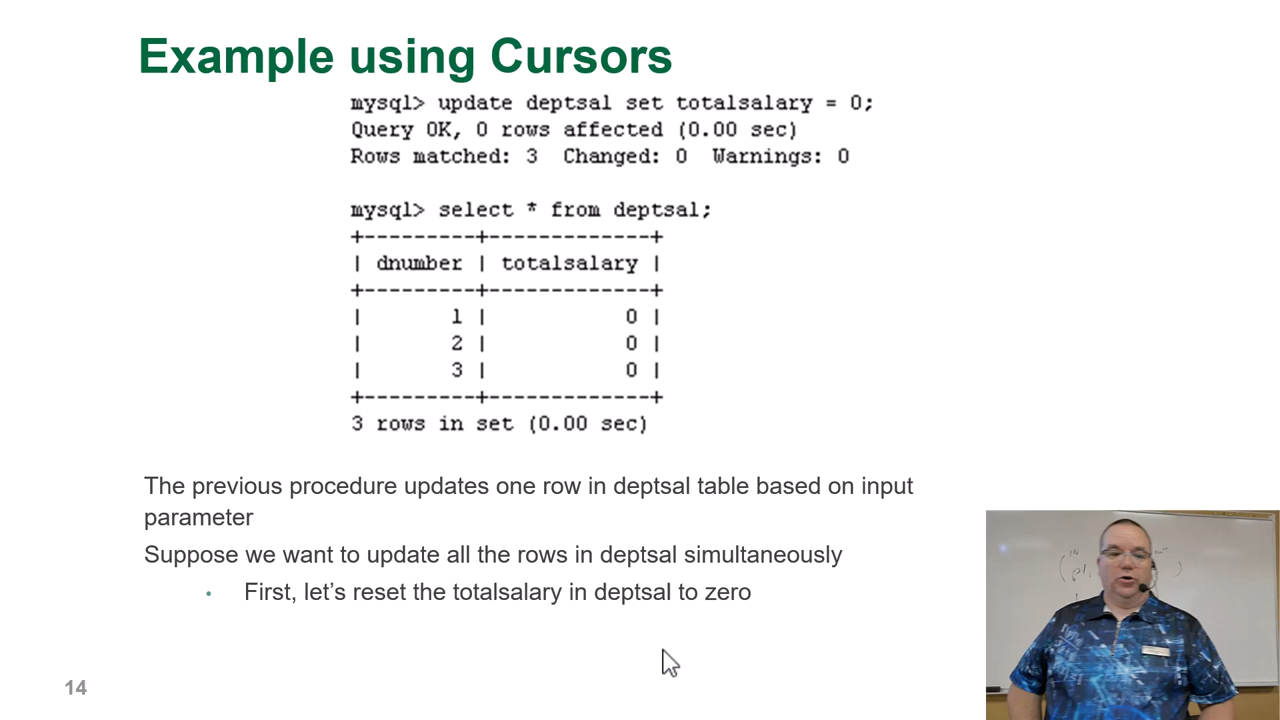 Example using Cursors
mysql> update deptsal set totalsalary = 0;
Query OK, 0 rows affected (0.00 sec)
Rows matched: 3  Changed: 0  Warnings: 0
mysql> select * from deptsal;
+---------+-------------+
| dnumber | totalsalary |
+---------+-------------+
|       1 |           0 |
|       2 |           0 |
|       3 |           0 |
+---------+-------------+
3 rows in set (0.00 sec)
The previous procedure updates one row in deptsal table based on input
parameter
Suppose we want to update all the rows in deptsal simultaneously
• First, let's reset the totalsalary in deptsal to zero
14